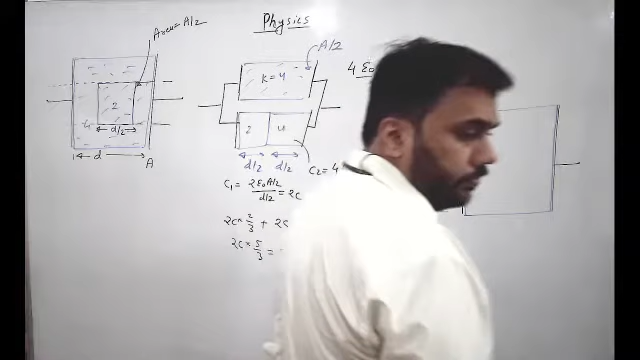 Physics
Area = A/2
2
4
d/2
d
A
A/2
k=4
2
4
d/2
d/2
C2 = 4
4 ε0
C1 = 2ε0A/2 / d/2 = 2C
2C × 2/3 + 2C
2C × 5/3 =